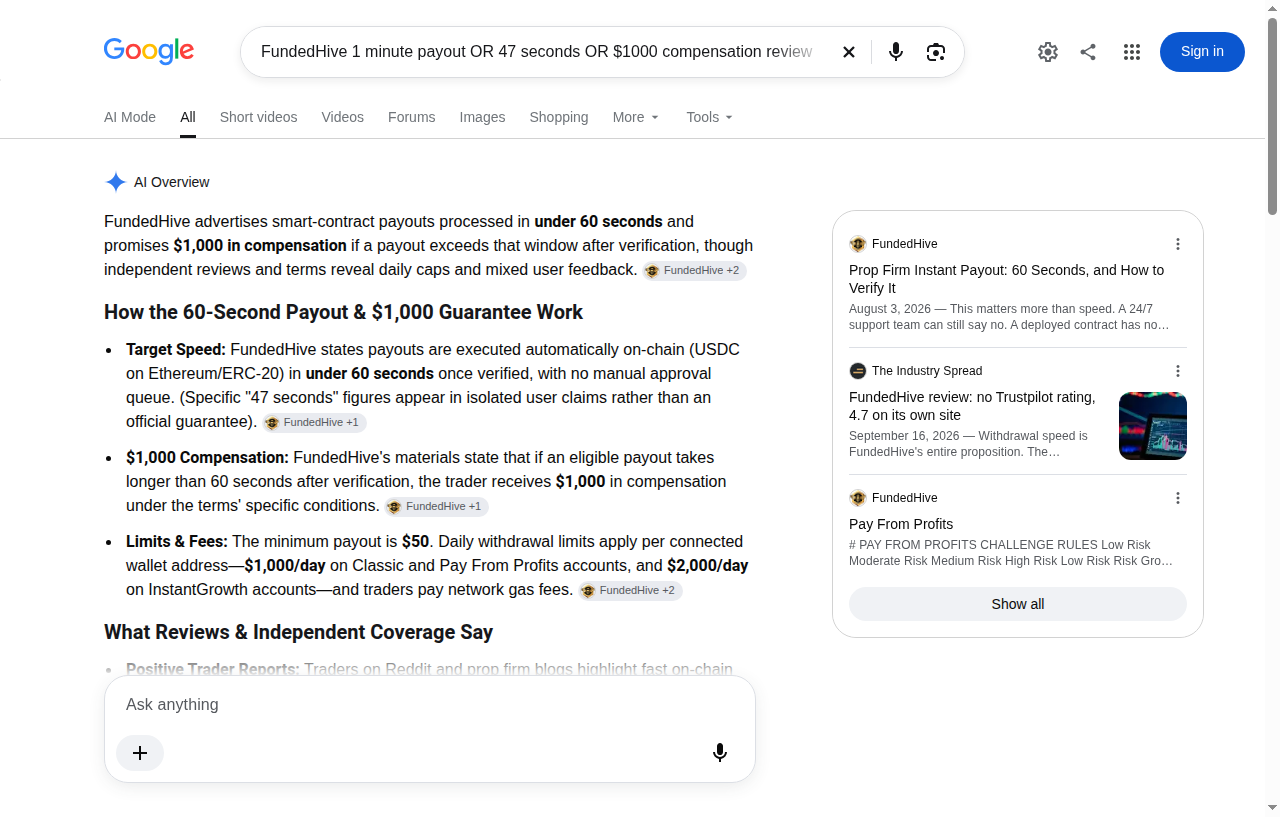 Google
FundedHive 1 minute payout OR 47 seconds OR $1000 compensation review
Sign in
AI Mode
All
Short videos
Videos
Forums
Images
Shopping
More
Tools
AI Overview
FundedHive advertises smart-contract payouts processed in under 60 seconds and
promises $1,000 in compensation if a payout exceeds that window after verification, though
independent reviews and terms reveal daily caps and mixed user feedback. FundedHive +2
How the 60-Second Payout & $1,000 Guarantee Work
• Target Speed: FundedHive states payouts are executed automatically on-chain (USDC
on Ethereum/ERC-20) in under 60 seconds once verified, with no manual approval
queue. (Specific "47 seconds" figures appear in isolated user claims rather than an
official guarantee). FundedHive +1
• $1,000 Compensation: FundedHive's materials state that if an eligible payout takes
longer than 60 seconds after verification, the trader receives $1,000 in compensation
under the terms' specific conditions. FundedHive +1
• Limits & Fees: The minimum payout is $50. Daily withdrawal limits apply per connected
wallet address—$1,000/day on Classic and Pay From Profits accounts, and $2,000/day
on InstantGrowth accounts—and traders pay network gas fees. FundedHive +2
What Reviews & Independent Coverage Say
• Positive Trader Reports: Traders on Reddit and prop firm blogs highlight fast on-chain
Ask anything
FundedHive
Prop Firm Instant Payout: 60 Seconds, and How to
Verify It
August 3, 2026 — This matters more than speed. A 24/7
support team can still say no. A deployed contract has no…
The Industry Spread
FundedHive review: no Trustpilot rating,
4.7 on its own site
September 16, 2026 — Withdrawal speed is
FundedHive's entire proposition. The…
FundedHive
Pay From Profits
# PAY FROM PROFITS CHALLENGE RULES Low Risk
Moderate Risk Medium Risk High Risk Low Risk Risk Gro…
Show all